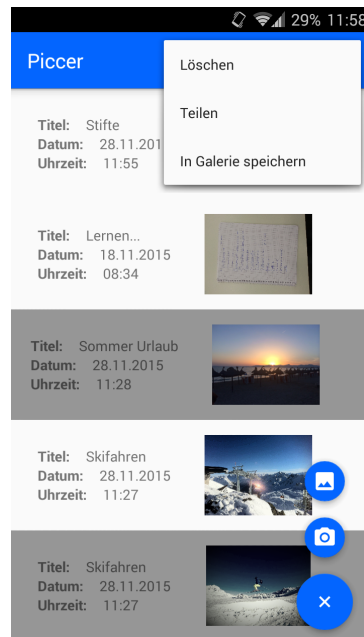 29% 11:58
Piccer
Löschen
Teilen
In Galerie speichern
Titel: Stifte
Datum: 28.11.201
Uhrzeit: 11:55
Titel: Lernen...
Datum: 18.11.2015
Uhrzeit: 08:34
Titel: Sommer Urlaub
Datum: 28.11.2015
Uhrzeit: 11:28
Titel: Skifahren
Datum: 28.11.2015
Uhrzeit: 11:27
Titel: Skifahren
Datum: 28.11.2015
Uhrzeit: 11:27